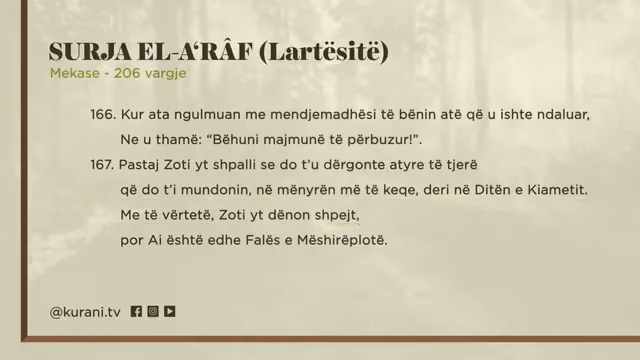 SURJA EL-A‘RÂF (Lartësitë)
Mekase - 206 vargje
166. Kur ata ngulmuan me mendjemadhësi të bënin atë që u ishte ndaluar,
Ne u thamë: “Bëhuni majmunë të përbuzur!”.
167. Pastaj Zoti yt shpalli se do t’u dërgonte atyre të tjerë
që do t’i mundonin, në mënyrën më të keqe, deri në Ditën e Kiametit.
Me të vërtetë, Zoti yt dënon shpejt,
por Ai është edhe Falës e Mëshirëplotë.
@kurani.tv